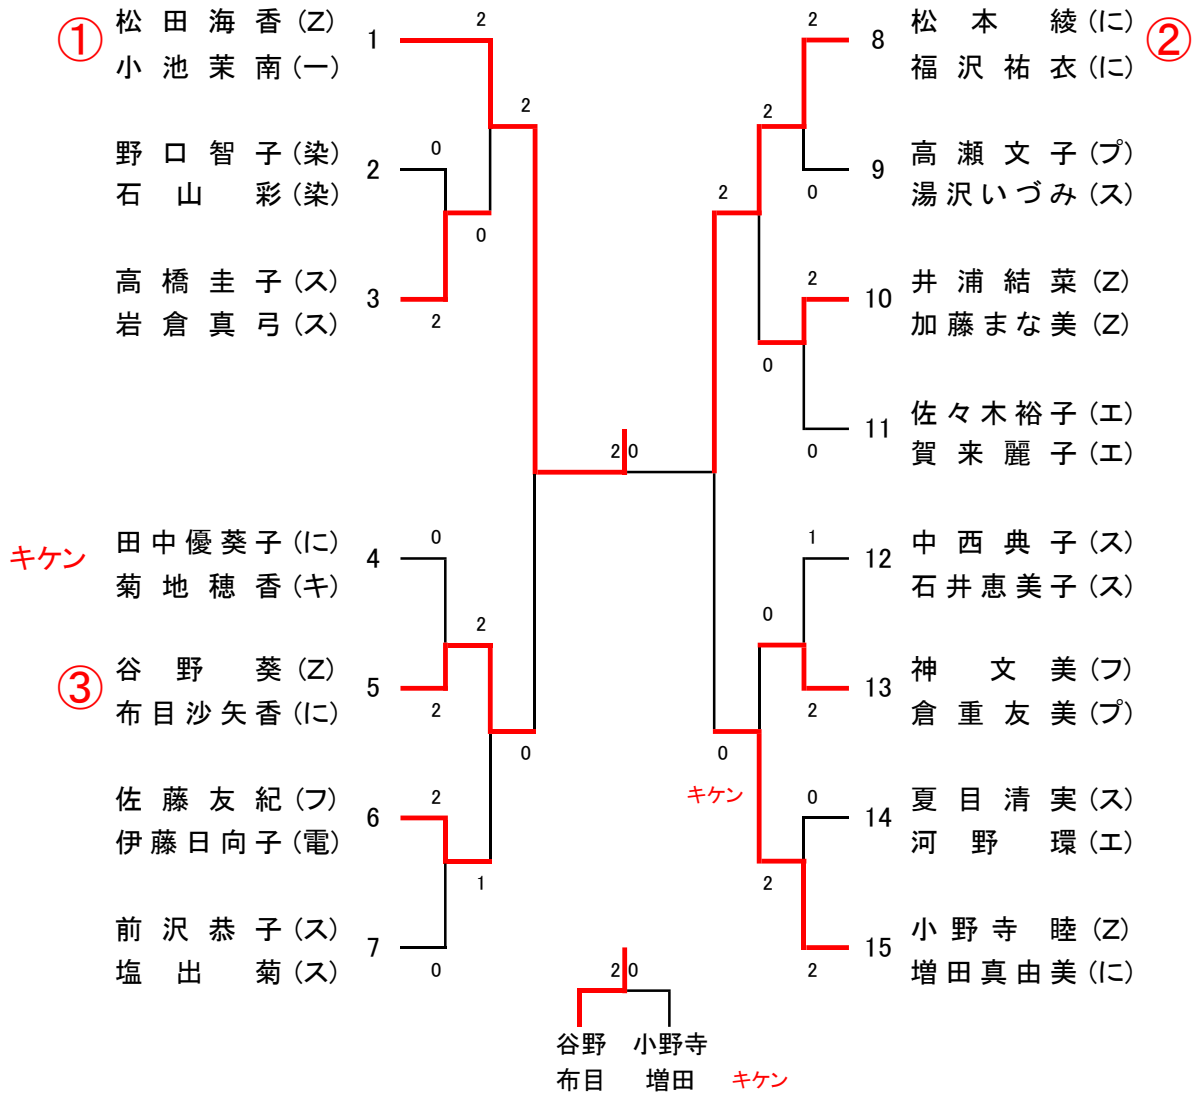 ①
松田海香(Z)
小池茉南(一)
1
2
野口智子(染)
石山彩(染)
2
0
高橋圭子(ス)
岩倉真弓(ス)
3
2
0
2
キケン
田中優葵子(に)
菊地穂香(キ)
4
0
③
谷野葵(Z)
布目沙矢香(に)
5
2
2
佐藤友紀(フ)
伊藤日向子(電)
6
2
前沢恭子(ス)
塩出菊(ス)
7
0
1
0
2 0
②
松本綾(に)
福沢祐衣(に)
8
2
高瀬文子(プ)
湯沢いづみ(ス)
9
0
2
2
井浦結菜(Z)
加藤まな美(Z)
10
2
0
佐々木裕子(エ)
賀来麗子(エ)
11
0
中西典子(ス)
石井恵美子(ス)
12
1
0
神文美(フ)
倉重友美(プ)
13
2
0
キケン
夏目清実(ス)
河野環(エ)
14
0
2
小野寺睦(Z)
増田真由美(に)
15
2
2 0
谷野 小野寺
布目 増田 キケン